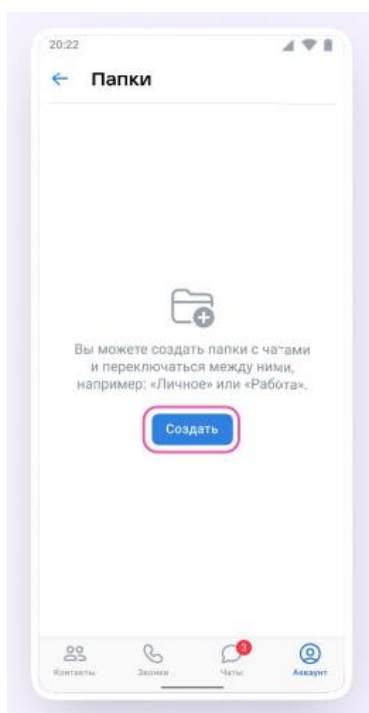 20:22
Папки
Вы можете создать папки с чатами
и переключаться между ними,
например: «Личное» или «Работа».
Создать
3
Контакты
Звонки
Чаты
Аккаунт